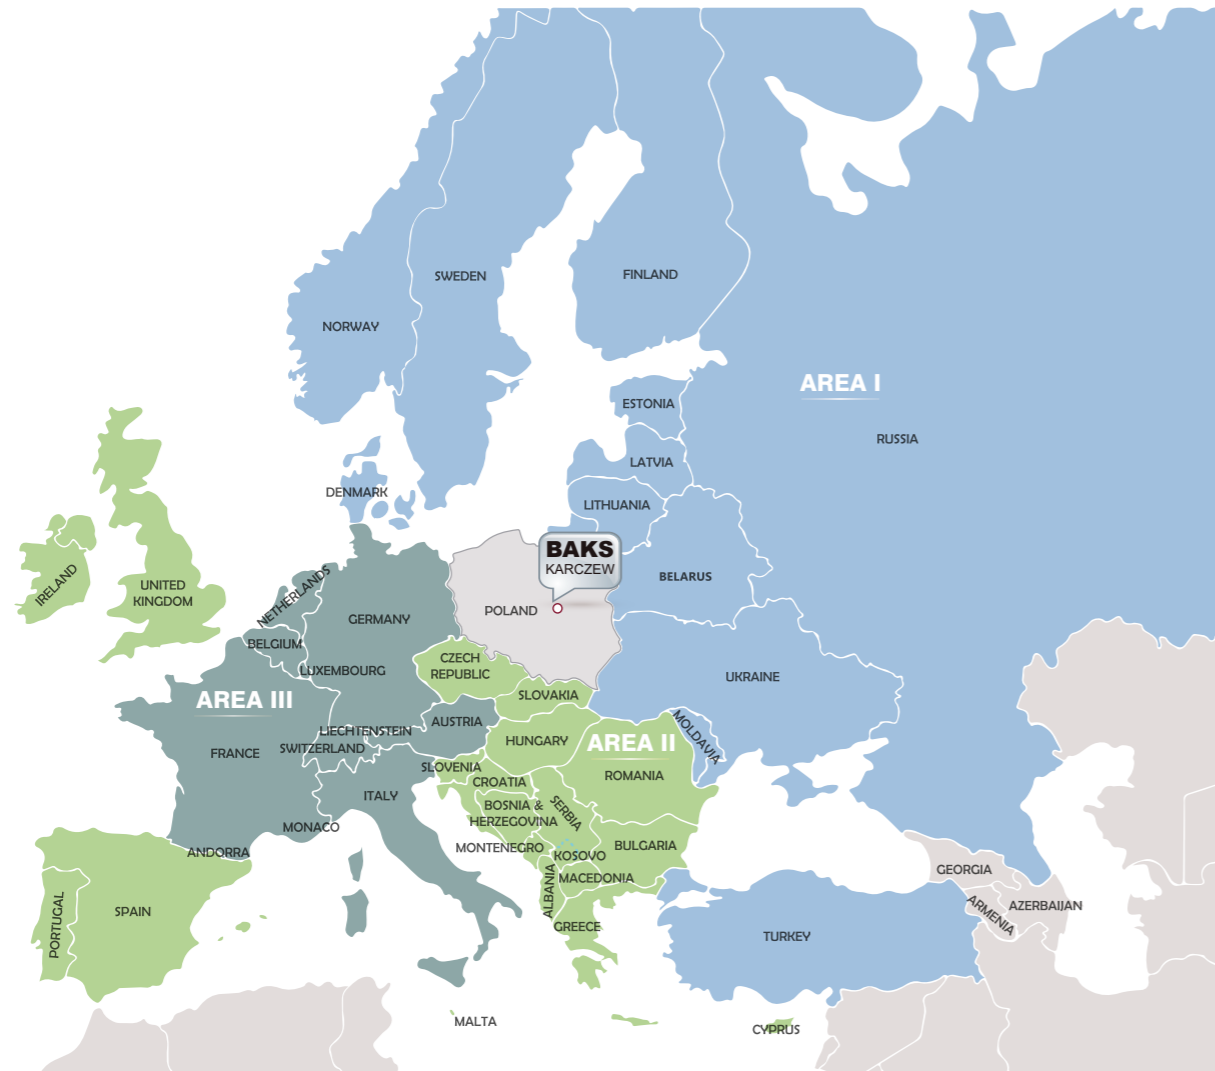 SWEDEN
FINLAND
NORWAY
AREA I
ESTONIA
RUSSIA
LATVIA
DENMARK
LITHUANIA
BAKS
KARCZEW
BELARUS
IRELAND
UNITED
KINGDOM
NETHERLANDS
POLAND
GERMANY
BELGIUM
CZECH
REPUBLIC
LUXEMBOURG
UKRAINE
SLOVAKIA
AREA III
AUSTRIA
LIECHTENSTEIN
MOLDAVIA
HUNGARY
AREA II
SWITZERLAND
FRANCE
SLOVENIA
ROMANIA
CROATIA
ITALY
BOSNIA &
HERZEGOVINA
SERBIA
MONACO
MONTENEGRO
BULGARIA
ANDORRA
KOSOVO
GEORGIA
MACEDONIA
ALBANIA
AZERBAIJAN
ARMENIA
PORTUGAL
SPAIN
GREECE
TURKEY
MALTA
CYPRUS